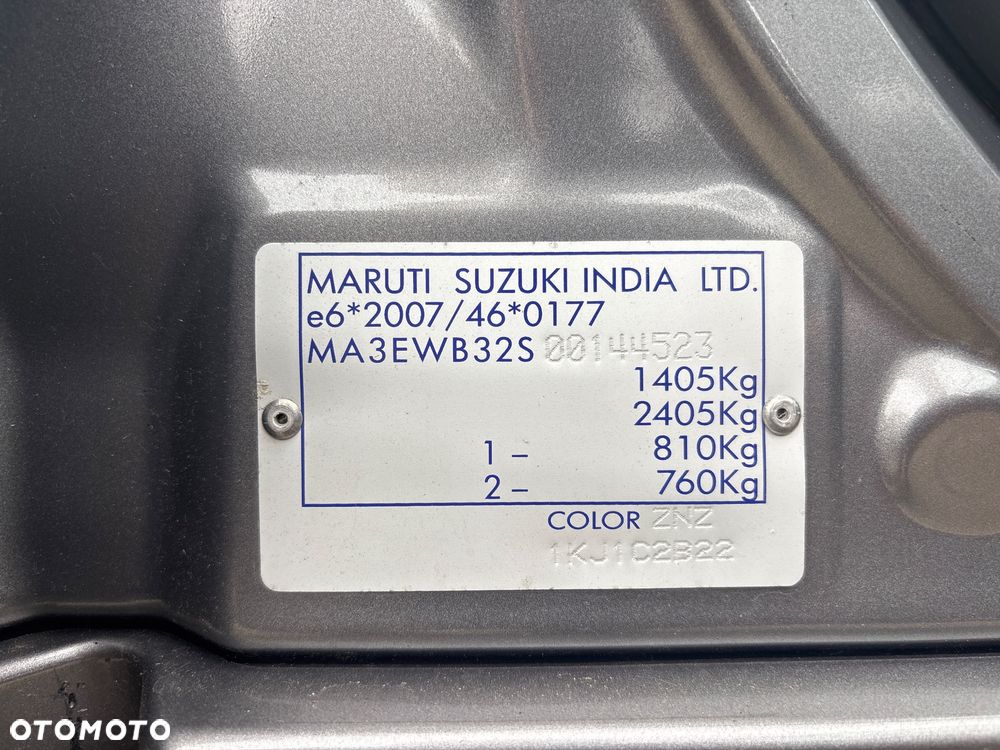 MARUTI SUZUKI INDIA LTD.
e6*2007/46*0177
MA3EWB32S 00144523
1405Kg
2405Kg
1 – 810Kg
2 – 760Kg
COLOR ZNZ
1KJ1C2B22
OTOMOTO